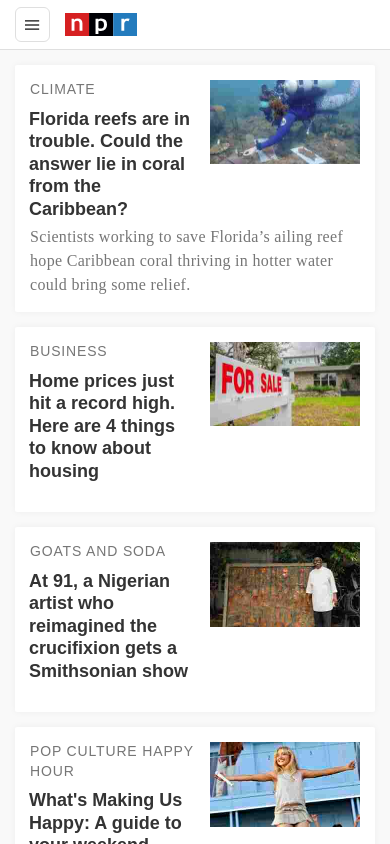 npr
CLIMATE
Florida reefs are in
trouble. Could the
answer lie in coral
from the
Caribbean?
Scientists working to save Florida’s ailing reef
hope Caribbean coral thriving in hotter water
could bring some relief.
BUSINESS
Home prices just
hit a record high.
Here are 4 things
to know about
housing
FOR SALE
GOATS AND SODA
At 91, a Nigerian
artist who
reimagined the
crucifixion gets a
Smithsonian show
POP CULTURE HAPPY
HOUR
What's Making Us
Happy: A guide to
your weekend